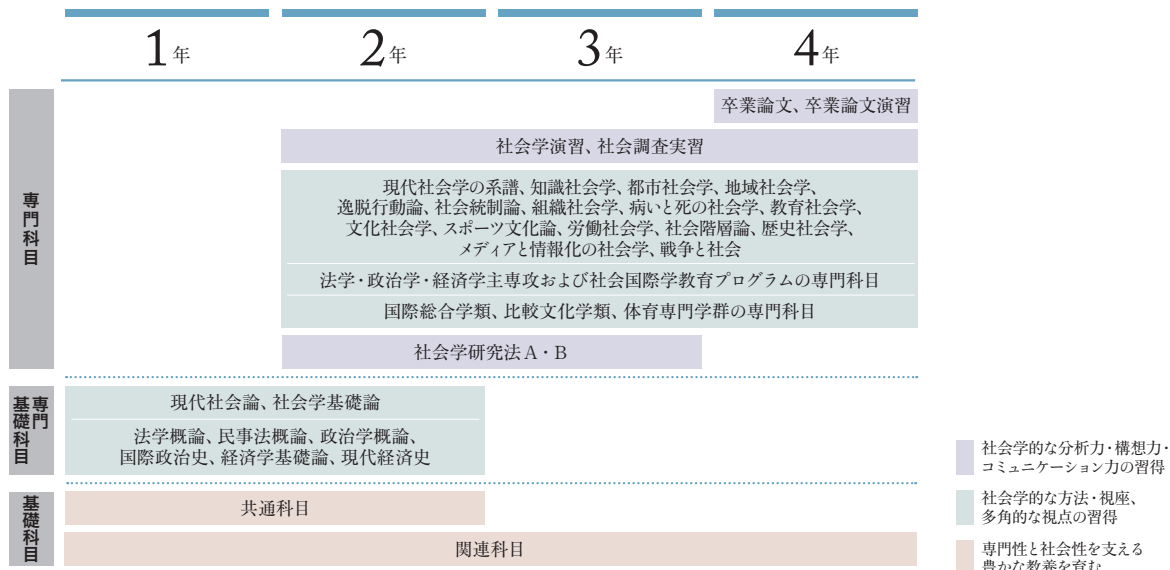 1年
2年
3年
4年
専門科目
卒業論文、卒業論文演習
社会学演習、社会調査実習
現代社会学の系譜、知識社会学、都市社会学、地域社会学、
逸脱行動論、社会統制論、組織社会学、病いと死の社会学、教育社会学、
文化社会学、スポーツ文化論、労働社会学、社会階層論、歴史社会学、
メディアと情報化の社会学、戦争と社会
法学・政治学・経済学主専攻および社会国際学教育プログラムの専門科目
国際総合学類、比較文化学類、体育専門学群の専門科目
社会学研究法A・B
専門
基礎科目
現代社会論、社会学基礎論
法学概論、民事法概論、政治学概論、
国際政治史、経済学基礎論、現代経済史
基礎科目
共通科目
関連科目
社会学的な分析力・構想力・
コミュニケーション力の習得
社会学的な方法・視座、
多角的な視点の習得
専門性と社会性を支える
豊かな教養を育む